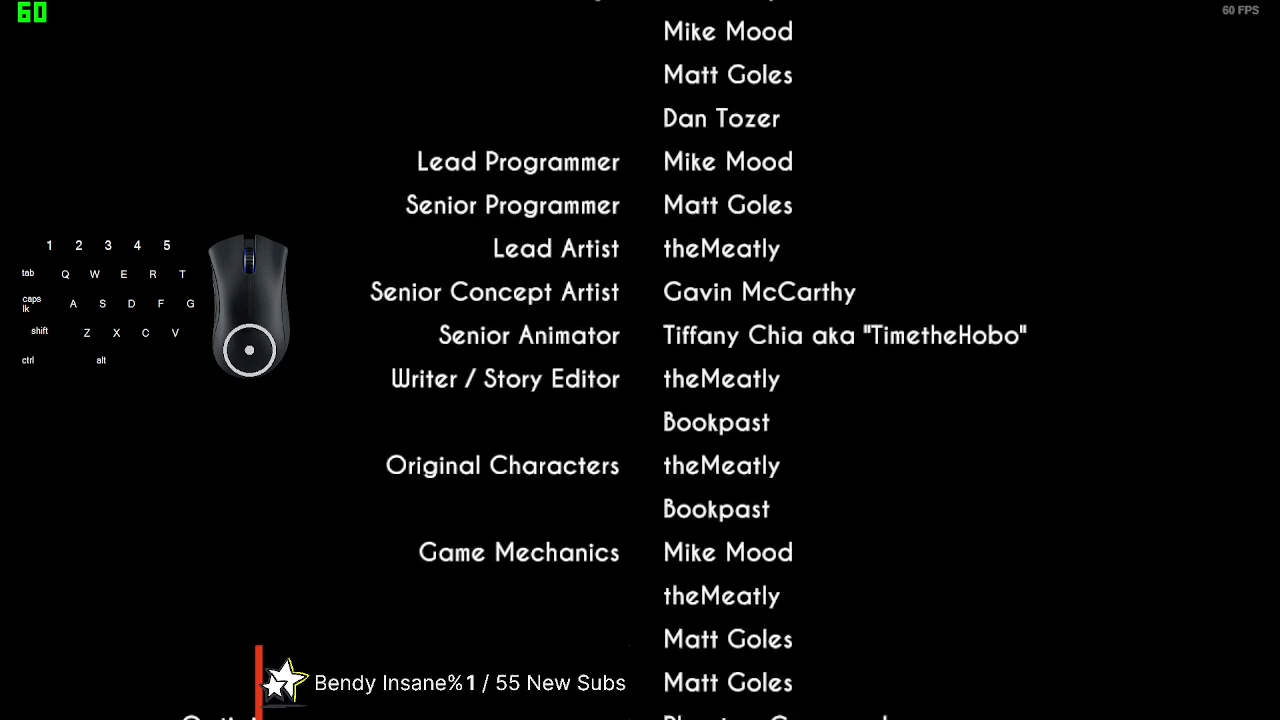 60
60 FPS
Mike Mood
Matt Goles
Dan Tozer
Lead Programmer Mike Mood
Senior Programmer Matt Goles
Lead Artist theMeatly
Senior Concept Artist Gavin McCarthy
Senior Animator Tiffany Chia aka "TimetheHobo"
Writer / Story Editor theMeatly
Bookpast
Original Characters theMeatly
Bookpast
Game Mechanics Mike Mood
theMeatly
Matt Goles
Matt Goles
1 2 3 4 5
tab Q W E R T
caps lk A S D F G
shift Z X C V
ctrl alt
Bendy Insane% 1 / 55 New Subs